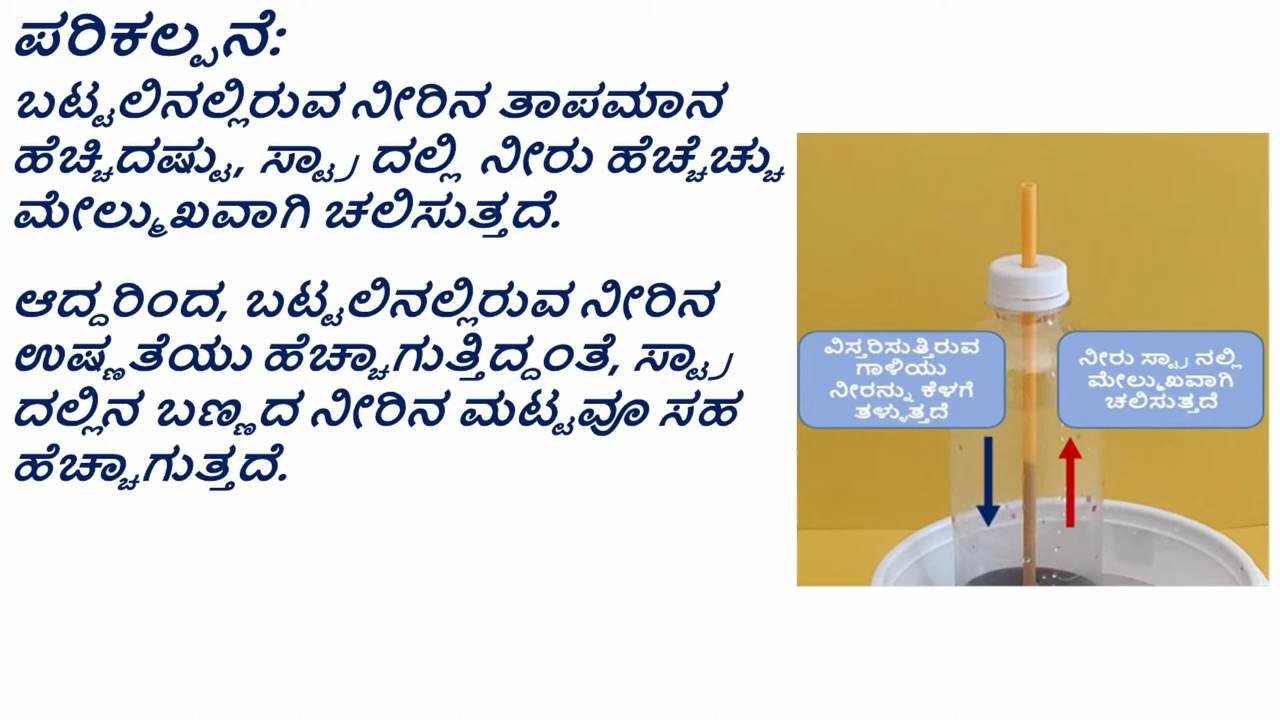 ಪರಿಕಲ್ಪನೆ:
ಬಟ್ಟಲಿನಲ್ಲಿರುವ ನೀರಿನ ತಾಪಮಾನ
ಹೆಚ್ಚಿದಷ್ಟು, ಸ್ಟ್ರಾ ದಲ್ಲಿ ನೀರು ಹೆಚ್ಚೆಚ್ಚು
ಮೇಲ್ಮುಖವಾಗಿ ಚಲಿಸುತ್ತದೆ.
ಆದ್ದರಿಂದ, ಬಟ್ಟಲಿನಲ್ಲಿರುವ ನೀರಿನ
ಉಷ್ಣತೆಯು ಹೆಚ್ಚಾಗುತ್ತಿದ್ದಂತೆ, ಸ್ಟ್ರಾ
ದಲ್ಲಿನ ಬಣ್ಣದ ನೀರಿನ ಮಟ್ಟವೂ ಸಹ
ಹೆಚ್ಚಾಗುತ್ತದೆ.
ವಿಸ್ತರಿಸುತ್ತಿರುವ
ಗಾಳಿಯು
ನೀರನ್ನು ಕೆಳಗೆ
ತಳ್ಳುತ್ತದೆ
ನೀರು ಸ್ಟ್ರಾ ನಲ್ಲಿ
ಮೇಲ್ಮುಖವಾಗಿ
ಚಲಿಸುತ್ತದೆ